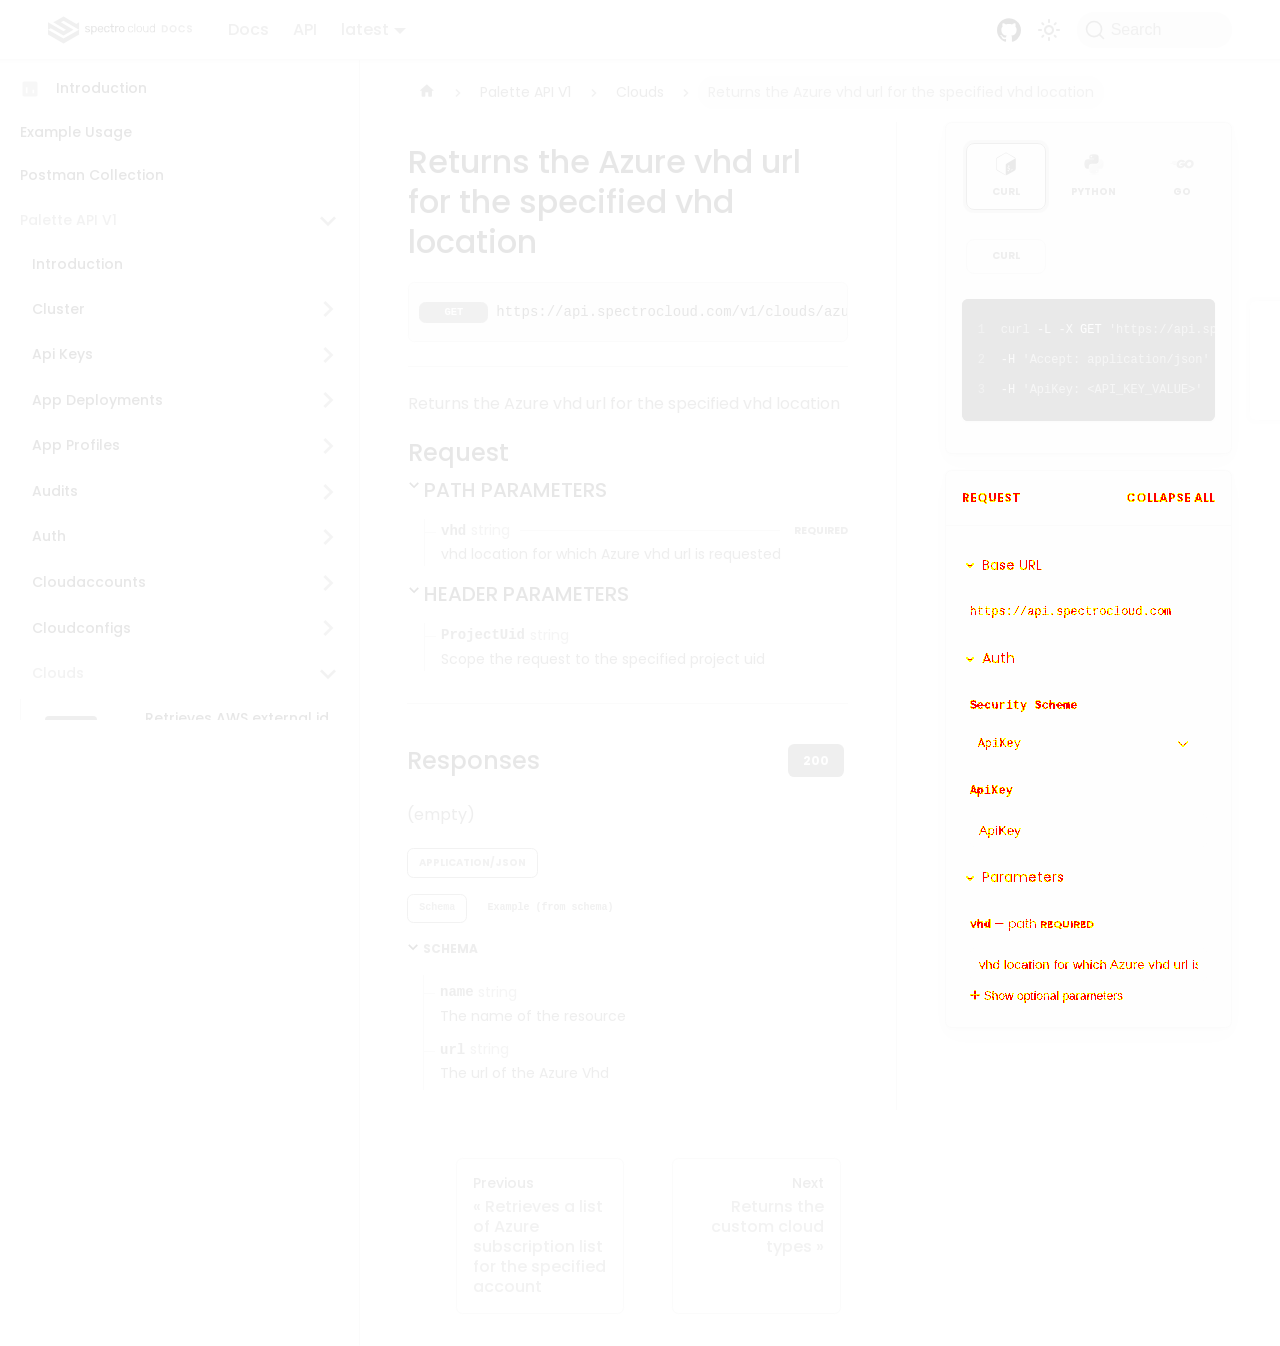 spectro cloud DOCS
Docs
API
latest
Search
Introduction
Example Usage
Postman Collection
Palette API V1
Introduction
Cluster
Api Keys
App Deployments
App Profiles
Audits
Auth
Cloudaccounts
Cloudconfigs
Clouds
Retrieves AWS external id
Palette API V1
Clouds
Returns the Azure vhd url for the specified vhd location
Returns the Azure vhd url
for the specified vhd
location
GET https://api.spectrocloud.com/v1/clouds/azu
Returns the Azure vhd url for the specified vhd location
Request
PATH PARAMETERS
vhd string REQUIRED
vhd location for which Azure vhd url is requested
HEADER PARAMETERS
ProjectUid string
Scope the request to the specified project uid
Responses
200
(empty)
APPLICATION/JSON
Schema
Example (from schema)
SCHEMA
name string
The name of the resource
url string
The url of the Azure Vhd
Previous
« Retrieves a list
of Azure
subscription list
for the specified
account
Next
Returns the
custom cloud
types »
CURL
PYTHON
GO
CURL
1 curl -L -X GET 'https://api.sp
2 -H 'Accept: application/json'
3 -H 'ApiKey: <API_KEY_VALUE>'
REQUEST
COLLAPSE ALL
Base URL
https://api.spectrocloud.com
Auth
Security Scheme
ApiKey
ApiKey
ApiKey
Parameters
vhd — path REQUIRED
vhd location for which Azure vhd url is
Show optional parameters